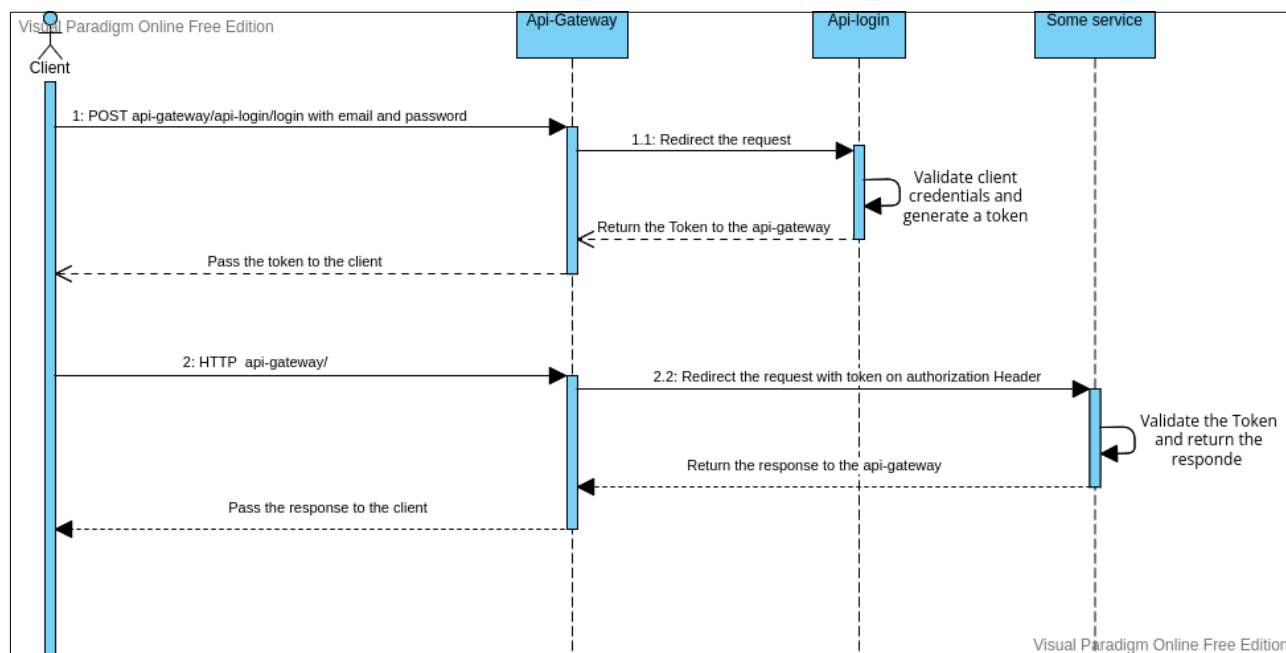 Visual Paradigm Online Free Edition
Client
Api-Gateway
Api-login
Some service
1: POST api-gateway/api-login/login with email and password
1.1: Redirect the request
Validate client
credentials and
generate a token
Return the Token to the api-gateway
Pass the token to the client
2: HTTP  api-gateway/
2.2: Redirect the request with token on authorization Header
Validate the Token
and return the
responde
Return the response to the api-gateway
Pass the response to the client
Visual Paradigm Online Free Edition